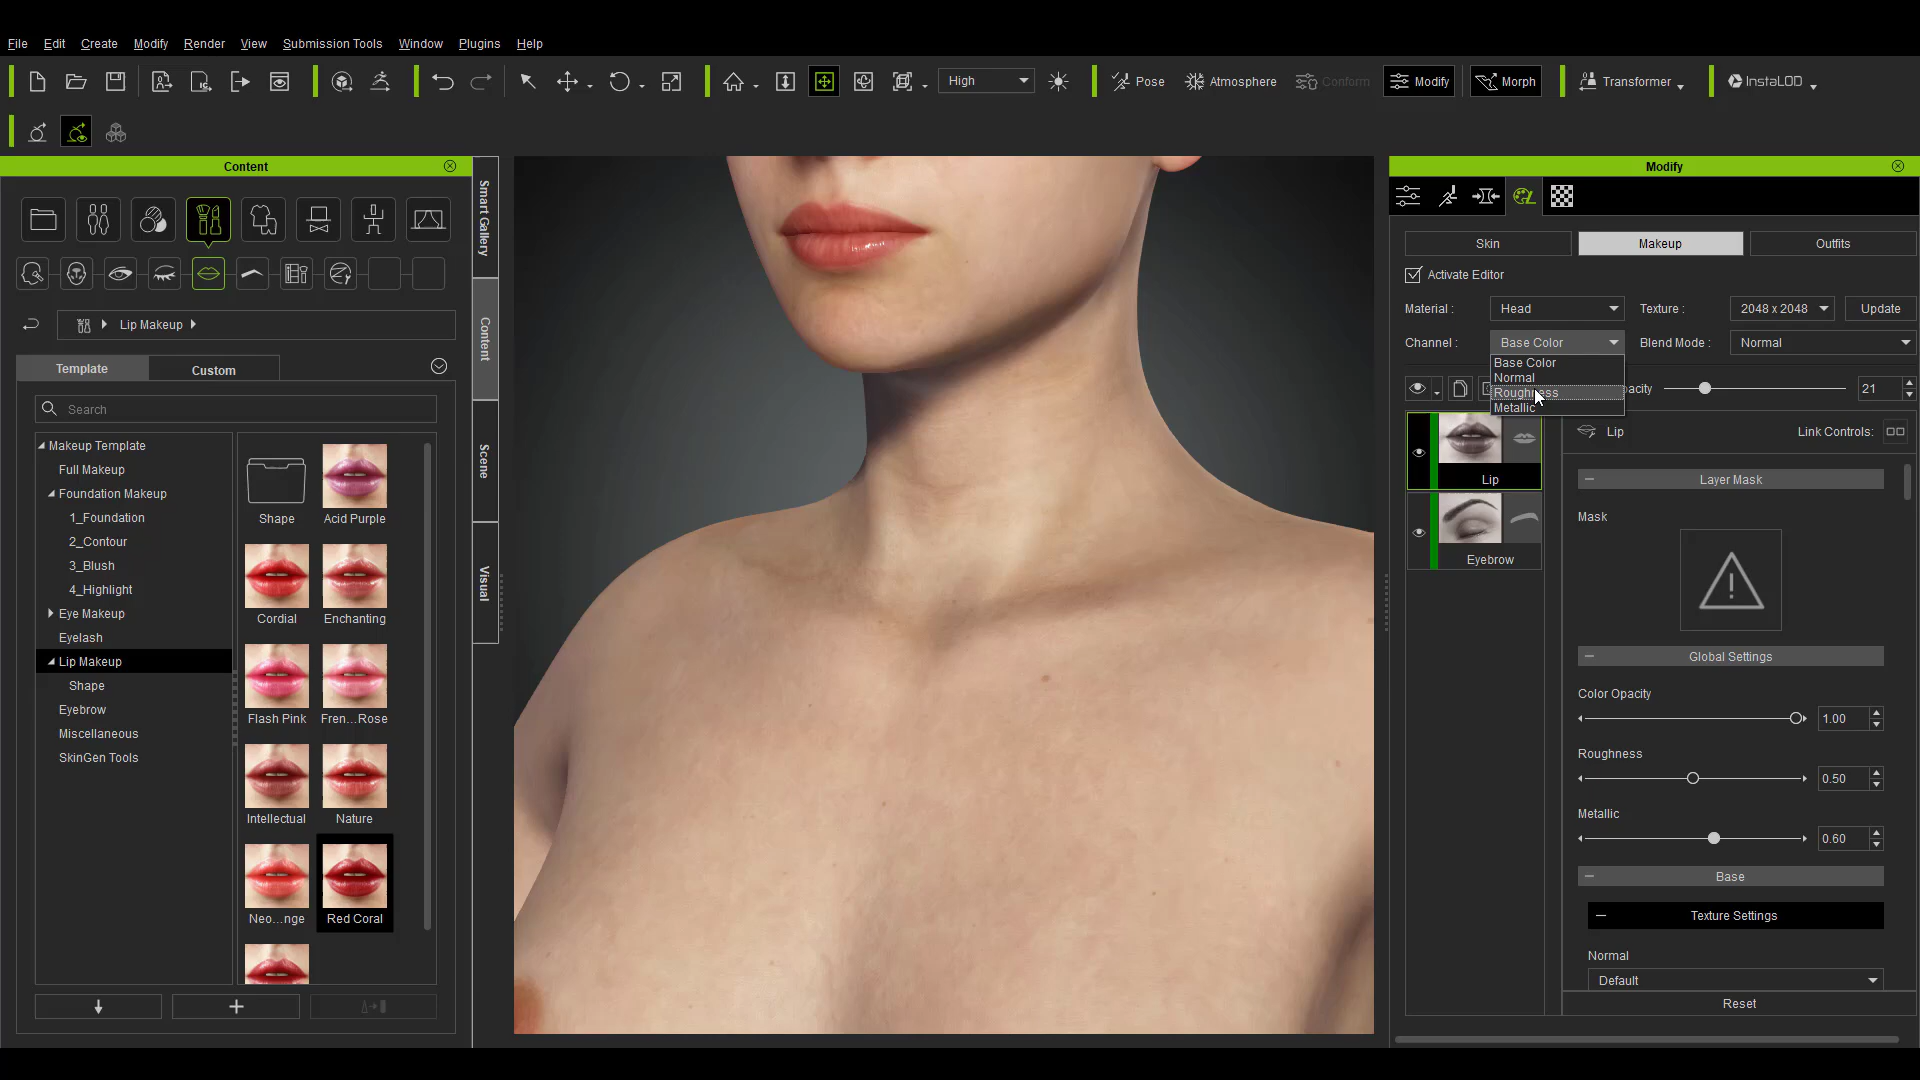 File Edit Create Modify Render View Submission Tools Window Plugins Help
High Pose Atmosphere Conform Modify Morph Transformer InstaLOD
Content
Smart Gallery
Content
Scene
Visual
Lip Makeup
Template Custom
Search
Makeup Template
Full Makeup
Foundation Makeup
1_Foundation
2_Contour
3_Blush
4_Highlight
Eye Makeup
Eyelash
Lip Makeup
Shape
Eyebrow
Miscellaneous
SkinGen Tools
Shape Acid Purple
Cordial Enchanting
Flash Pink Fren...Rose
Intellectual Nature
Neo...nge Red Coral
Modify
Skin Makeup Outfits
Activate Editor
Material : Head Texture : 2048 x 2048 Update
Channel : Base Color Blend Mode : Normal
Base Color
Normal
Roughness
Metallic
acity 21
Lip
Eyebrow
Lip Link Controls:
Layer Mask
Mask
Global Settings
Color Opacity
1.00
Roughness
0.50
Metallic
0.60
Base
Texture Settings
Normal
Default
Reset